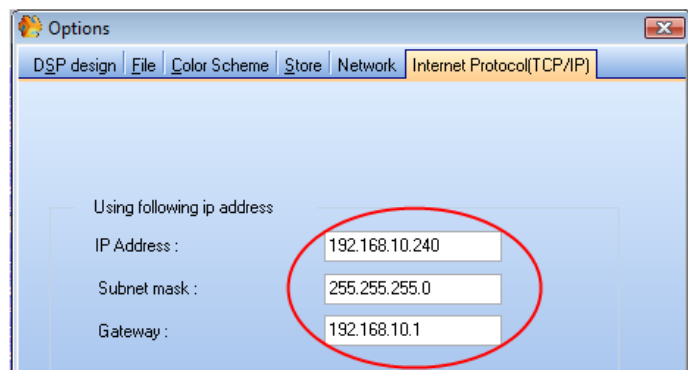 Options
DSP design File Color Scheme Store Network Internet Protocol(TCP/IP)
Using following ip address
IP Address : 192.168.10.240
Subnet mask : 255.255.255.0
Gateway : 192.168.10.1